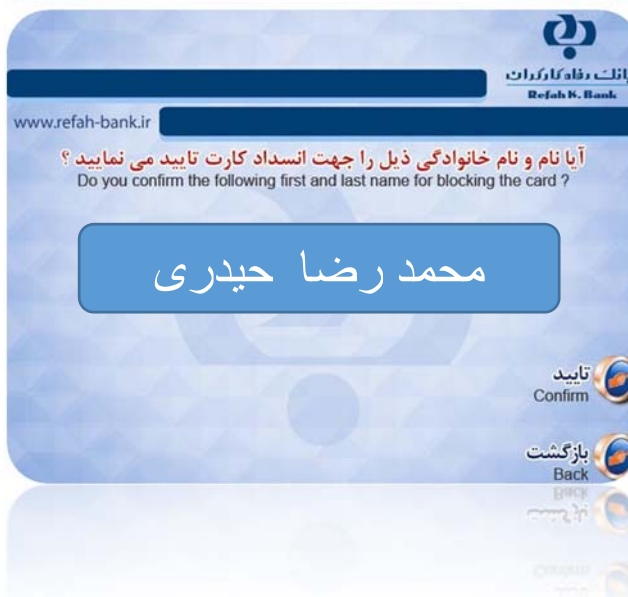 بانک رفاه کارگران
Refah K. Bank
www.refah-bank.ir
آیا نام و نام خانوادگی ذیل را جهت انسداد کارت تایید می نمایید ؟
Do you confirm the following first and last name for blocking the card ?
محمد رضا حیدری
تایید
Confirm
بازگشت
Back